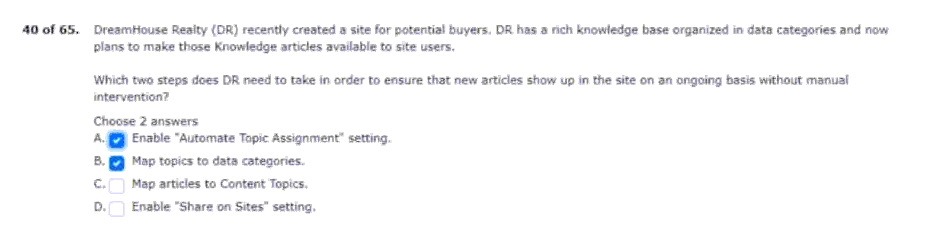 40 of 65. DreamHouse Realty (DR) recently created a site for potential buyers. DR has a rich knowledge base organized in data categories and now
plans to make those Knowledge articles available to site users.
Which two steps does DR need to take in order to ensure that new articles show up in the site on an ongoing basis without manual
intervention?
Choose 2 answers
A. Enable "Automate Topic Assignment" setting.
B. Map topics to data categories.
C. Map articles to Content Topics.
D. Enable "Share on Sites" setting.